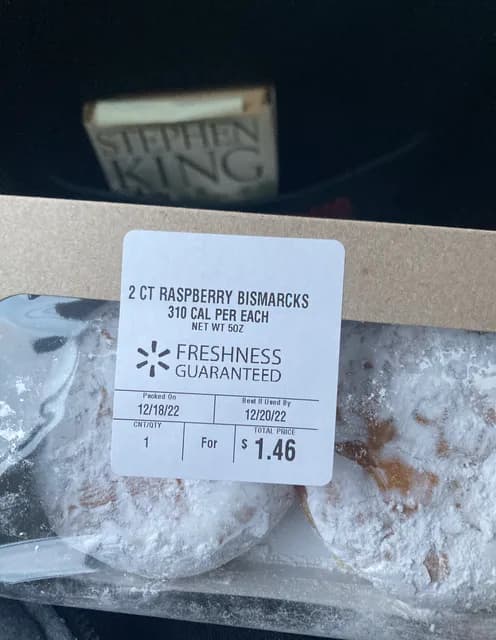 STEPHEN
KING
2 CT RASPBERRY BISMARCKS
310 CAL PER EACH
NET WT 5OZ
FRESHNESS
GUARANTEED
Packed On
Best If Used By
12/18/22
12/20/22
CNT/QTY
TOTAL PRICE
1
For
$ 1.46